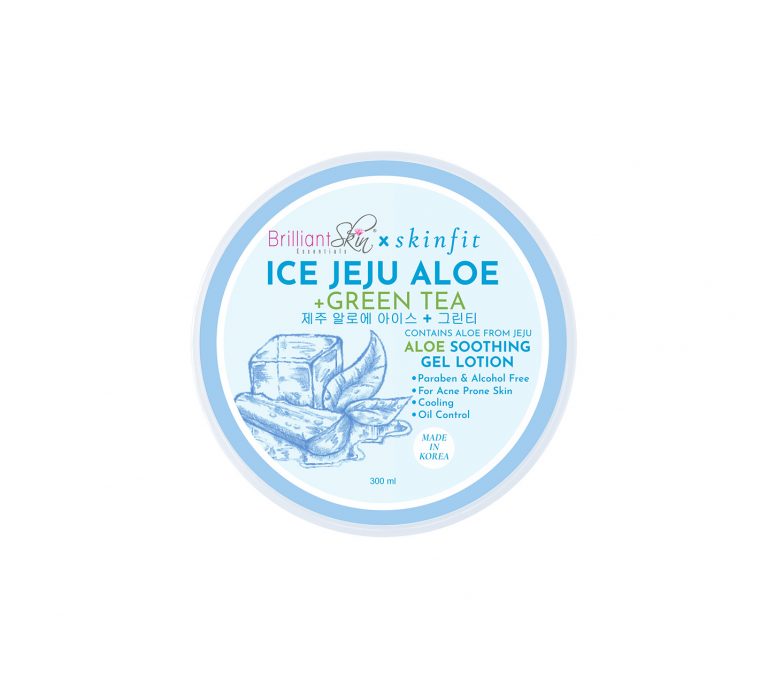 Brilliant Skin® x skinfit
Essentials
ICE JEJU ALOE
+GREEN TEA
제주 알로에 아이스 + 그린티
CONTAINS ALOE FROM JEJU
ALOE SOOTHING
GEL LOTION
•Paraben & Alcohol Free
•For Acne Prone Skin
•Cooling
•Oil Control
MADE
IN
KOREA
300 ml